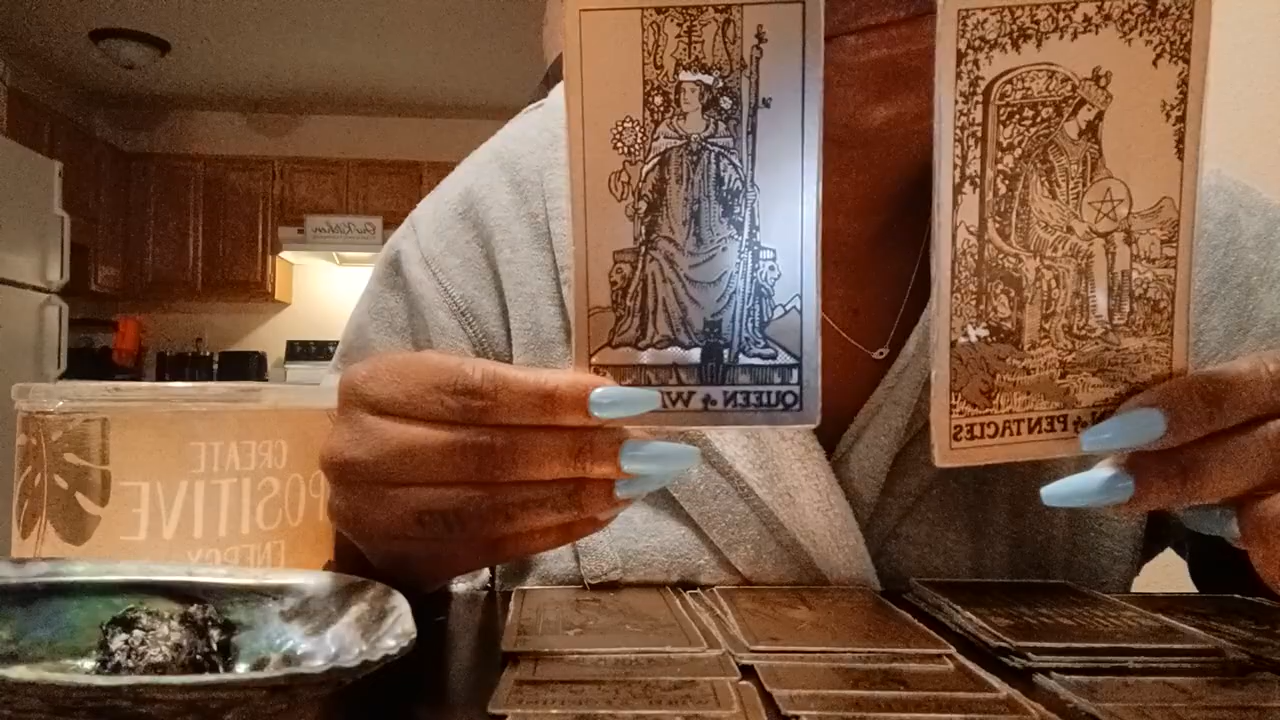 QUEEN of W
N of PENTACLES
CREATE
POSITIVE
ENERGY